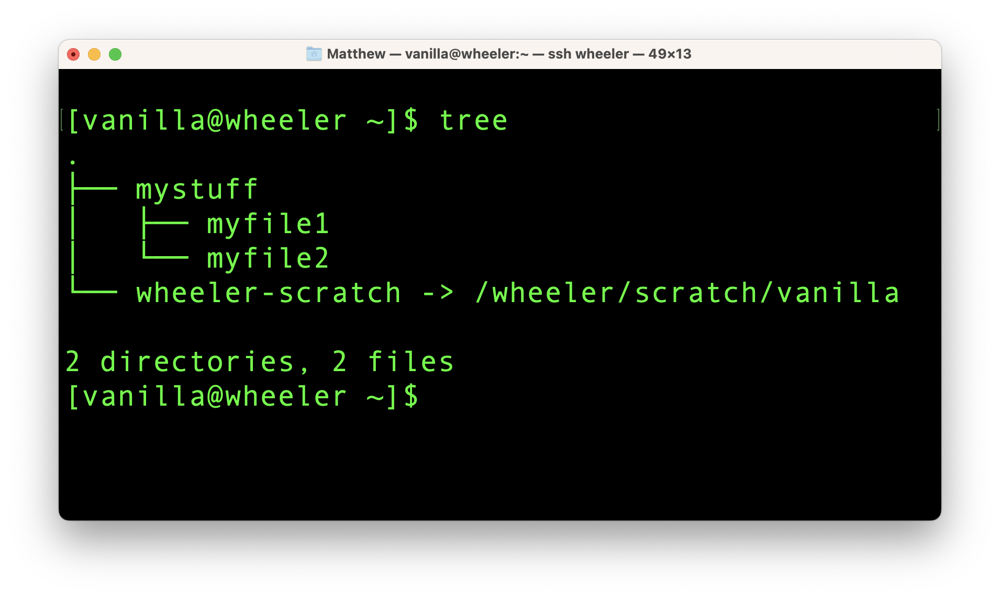 Matthew — vanilla@wheeler:~ — ssh wheeler — 49×13
[vanilla@wheeler ~]$ tree
.
├── mystuff
│   ├── myfile1
│   └── myfile2
└── wheeler-scratch -> /wheeler/scratch/vanilla
2 directories, 2 files
[vanilla@wheeler ~]$